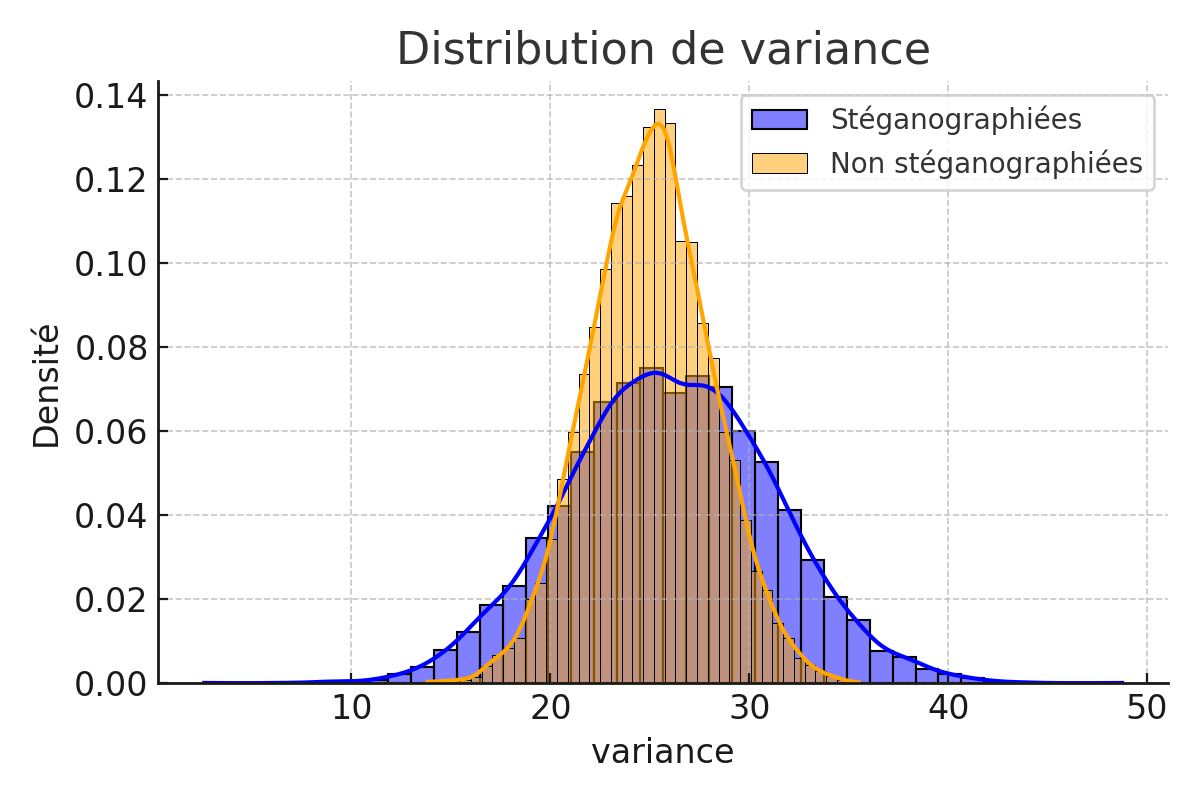 Distribution de variance
0.14
0.12
0.10
0.08
0.06
0.04
0.02
0.00
Densité
Stéganographiées
Non stéganographiées
10 20 30 40 50
variance